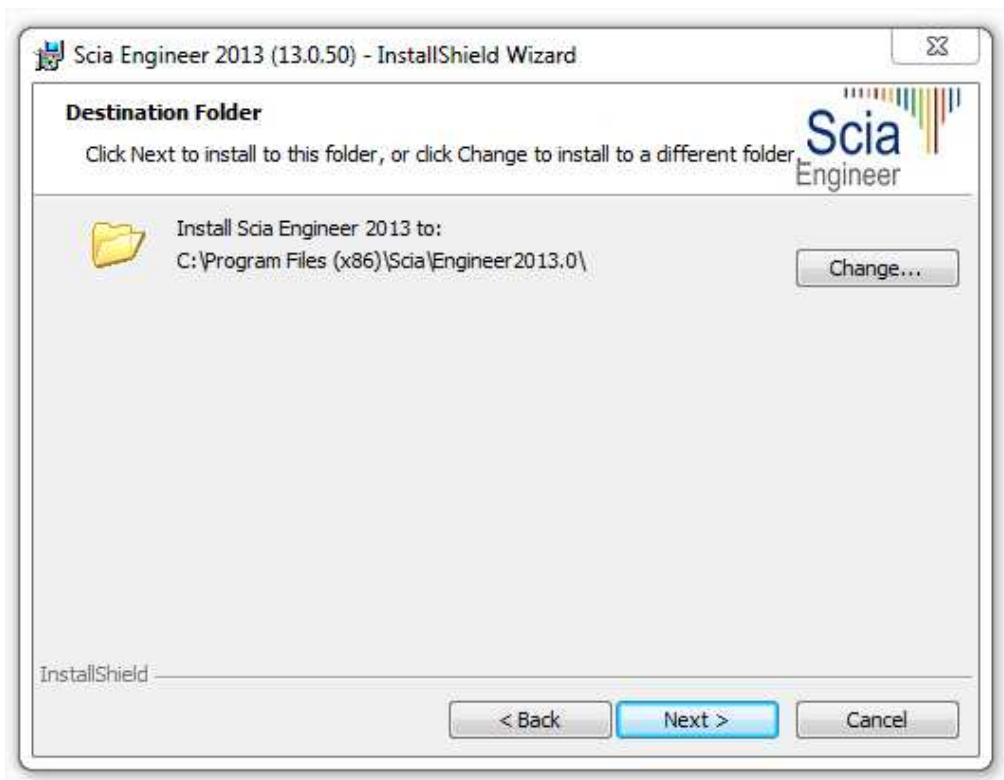 Scia Engineer 2013 (13.0.50) - InstallShield Wizard
Destination Folder
Click Next to install to this folder, or click Change to install to a different folder.
Scia
Engineer
Install Scia Engineer 2013 to:
C:\Program Files (x86)\Scia\Engineer2013.0\
Change...
InstallShield
< Back
Next >
Cancel